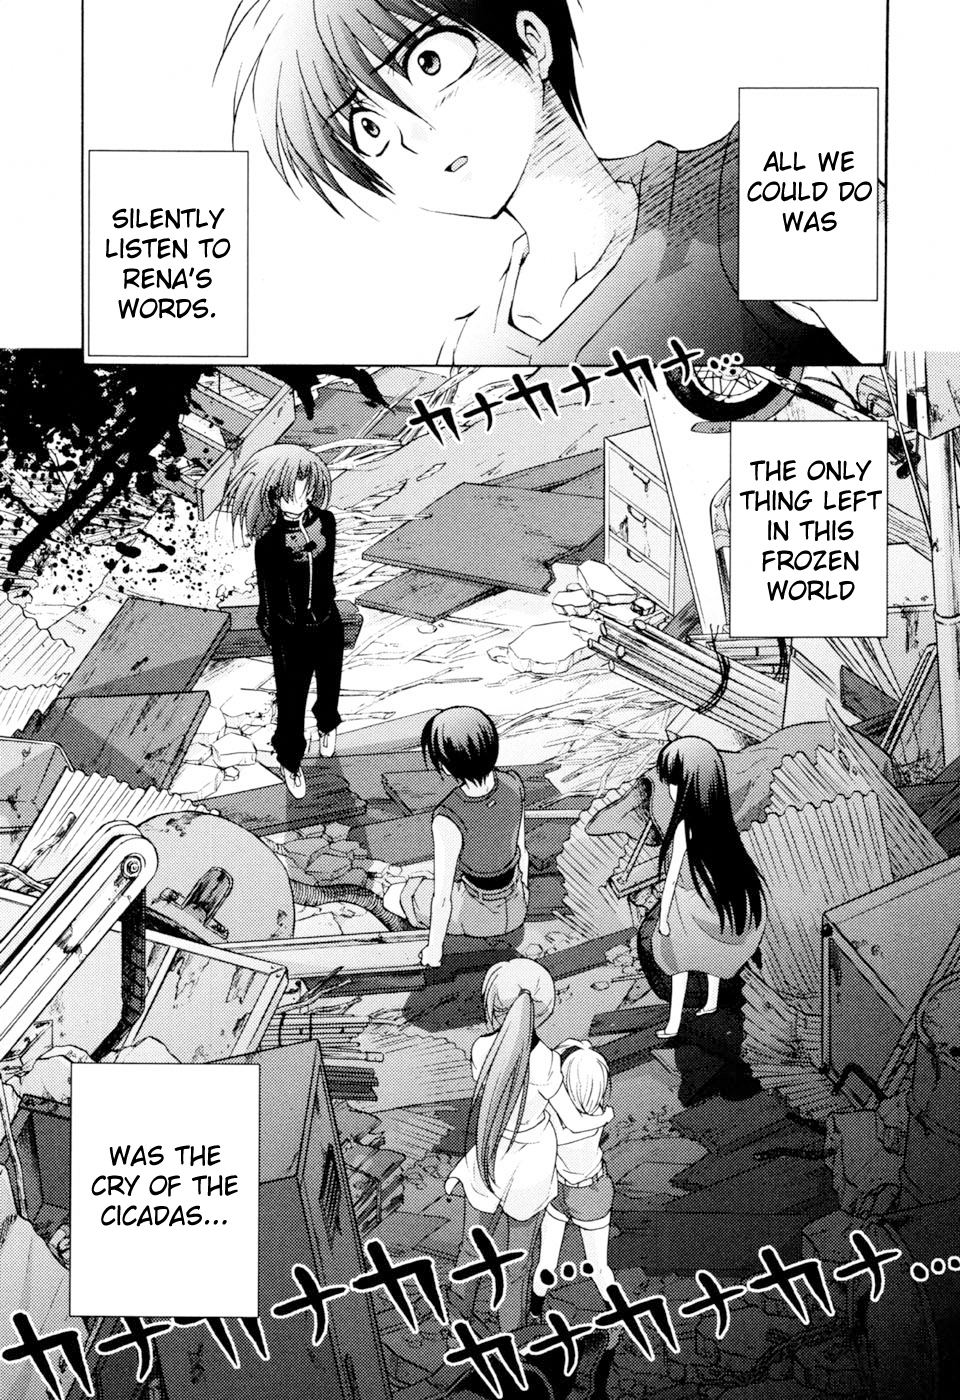 ALL WE
COULD DO
WAS
SILENTLY
LISTEN TO
RENA'S
WORDS.
カナカナカナ…
THE ONLY
THING LEFT
IN THIS
FROZEN
WORLD
WAS THE
CRY OF THE
CICADAS...
カナカナカナカナ…
カナカナカナ…